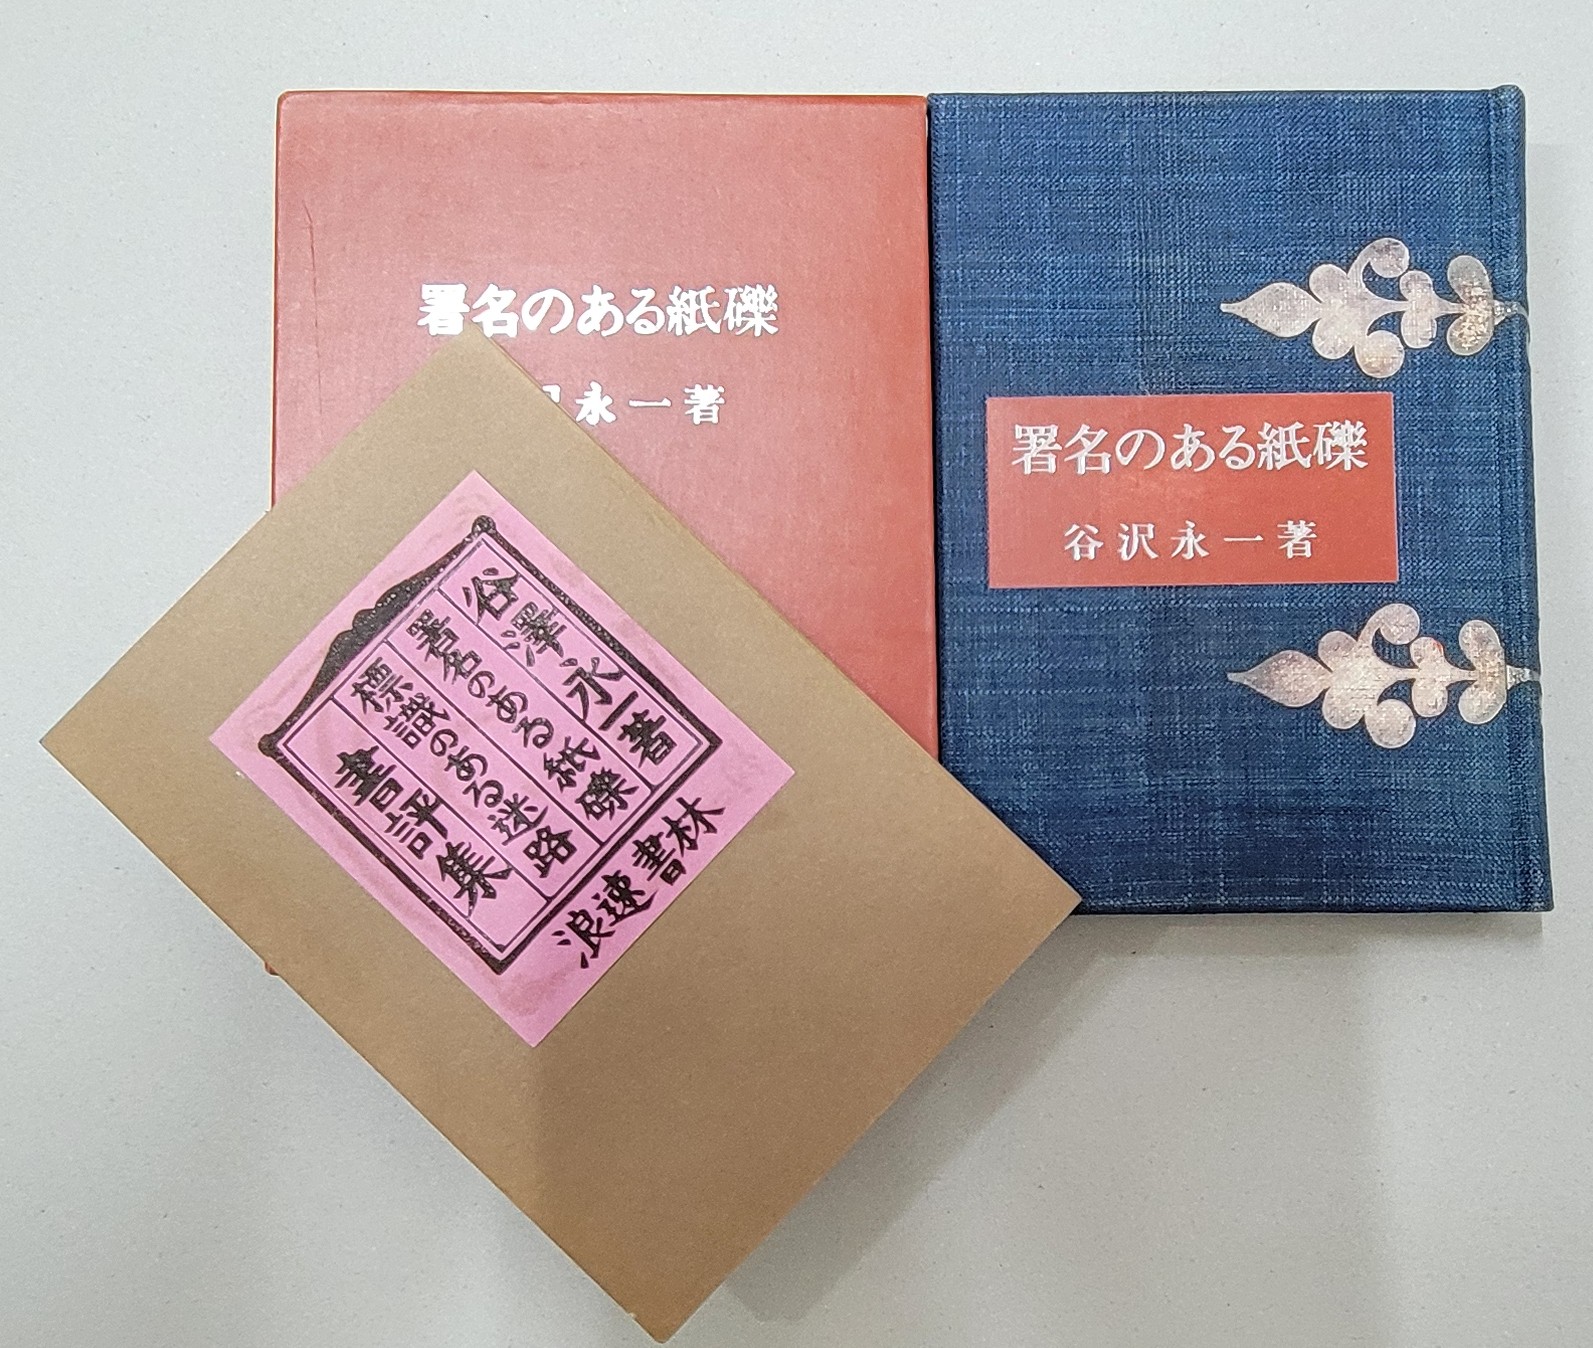 署名のある紙礫
永一著
署名のある紙礫
谷沢永一著
谷澤永一著
署名のある紙礫
標識のある迷路
書評集
浪速書林